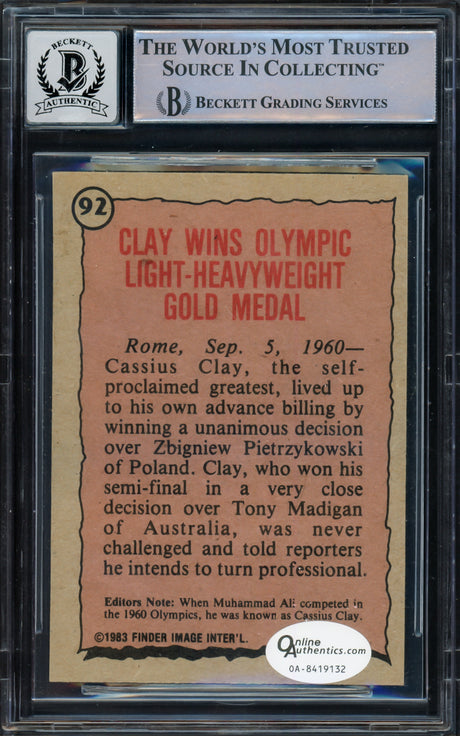 BECKETT
B
AUTHENTIC
THE WORLD'S MOST TRUSTED
SOURCE IN COLLECTING™
B BECKETT GRADING SERVICES
92
CLAY WINS OLYMPIC
LIGHT-HEAVYWEIGHT
GOLD MEDAL
Rome, Sep. 5, 1960—
Cassius Clay, the self-
proclaimed greatest, lived up
to his own advance billing by
winning a unanimous decision
over Zbigniew Pietrzykowski
of Poland. Clay, who won his
semi-final in a very close
decision over Tony Madigan
of Australia, was never
challenged and told reporters
he intends to turn professional.
Editors Note: When Muhammad Ali competed in
the 1960 Olympics, he was known as Cassius Clay.
©1983 FINDER IMAGE INTER'L.
Online
Authentics.com
OA-8419132